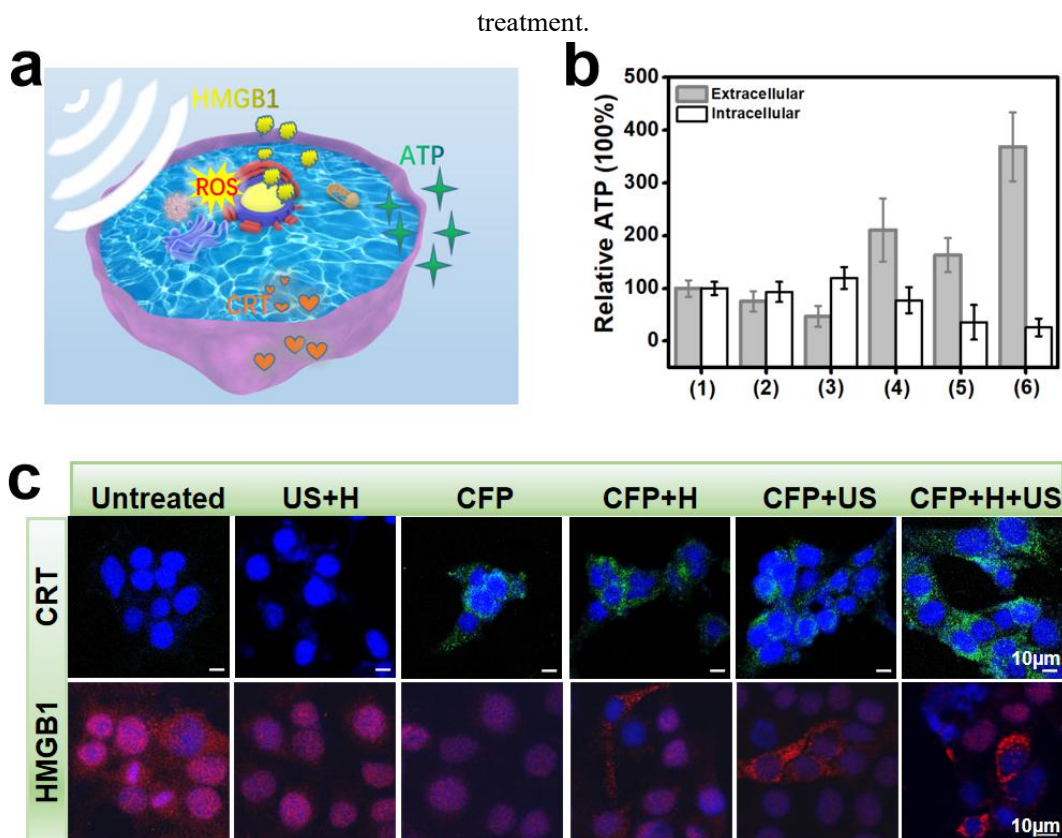 treatment.
a
HMGB1
ATP
ROS
CRT
b
500
400
300
200
100
0
Relative ATP (100%)
Extracellular
Intracellular
(1) (2) (3) (4) (5) (6)
c
Untreated US+H CFP CFP+H CFP+US CFP+H+US
CRT
10μm
HMGB1
10μm